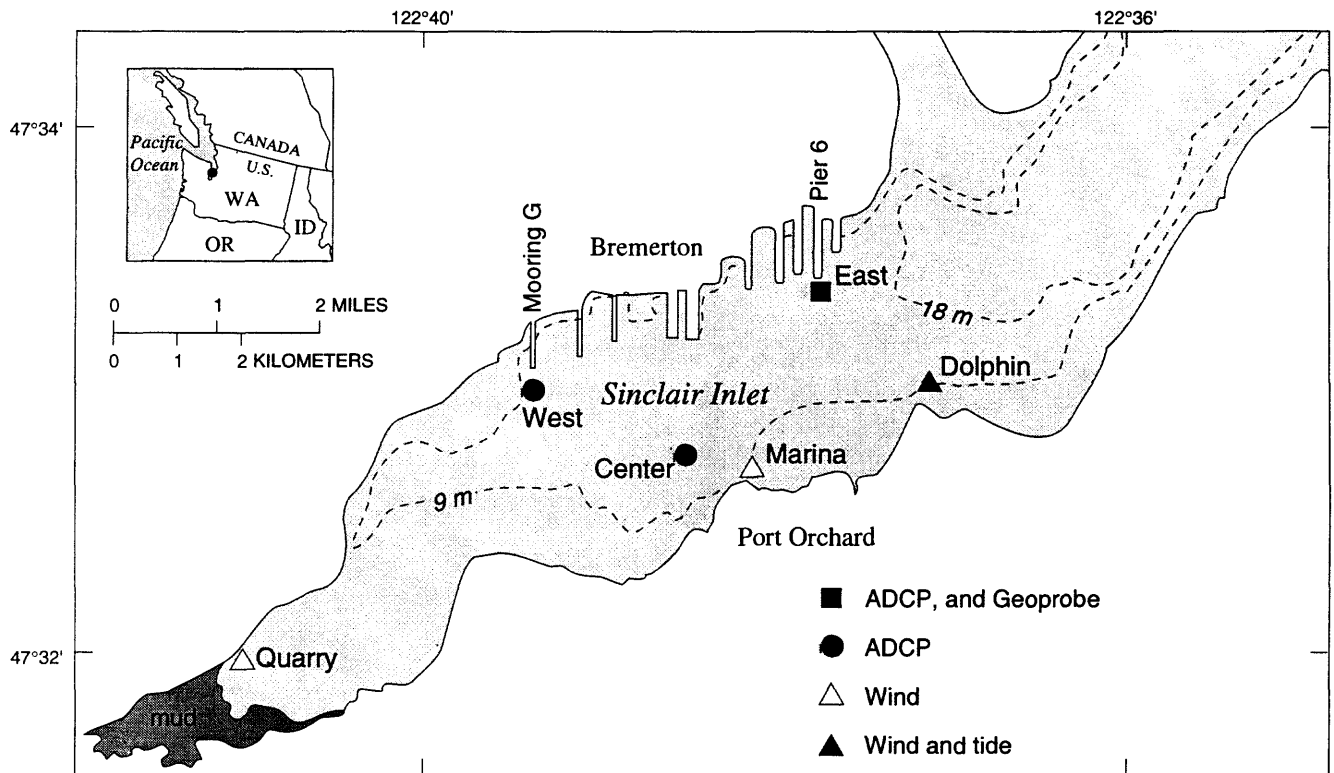 122°40'
122°36'
47°34'
Pacific
Ocean
CANADA
U.S.
WA
OR
ID
0 1 2 MILES
0 1 2 KILOMETERS
Mooring G
Bremerton
Pier 6
East
18 m
Dolphin
Sinclair Inlet
West
Center
Marina
9 m
Port Orchard
47°32'
Quarry
mud
ADCP, and Geoprobe
ADCP
Wind
Wind and tide